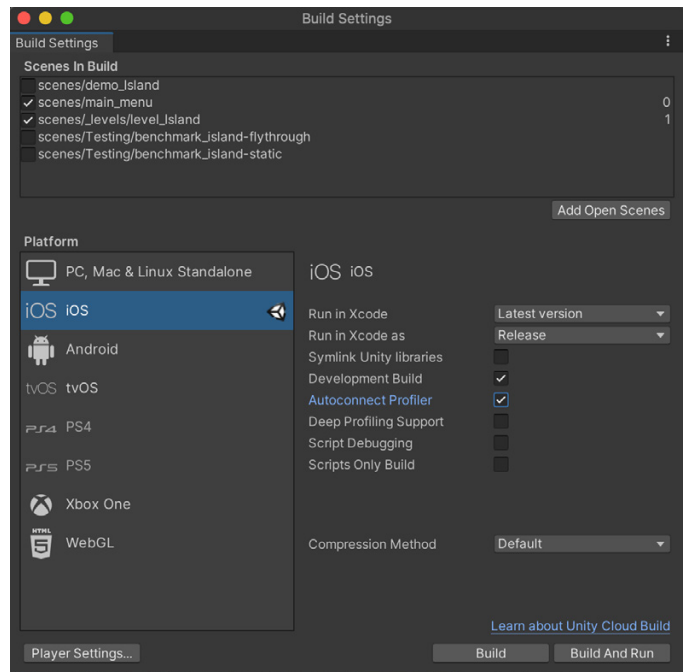 Build Settings
Build Settings
Scenes In Build
scenes/demo_Island
scenes/main_menu 0
scenes/_levels/level_Island 1
scenes/Testing/benchmark_island-flythrough
scenes/Testing/benchmark_island-static
Add Open Scenes
Platform
PC, Mac & Linux Standalone
iOS iOS
Android
tvOS tvOS
PS4 PS4
PS5 PS5
Xbox One
HTML 5 WebGL
iOS iOS
Run in Xcode Latest version
Run in Xcode as Release
Symlink Unity libraries
Development Build
Autoconnect Profiler
Deep Profiling Support
Script Debugging
Scripts Only Build
Compression Method Default
Learn about Unity Cloud Build
Player Settings... Build Build And Run